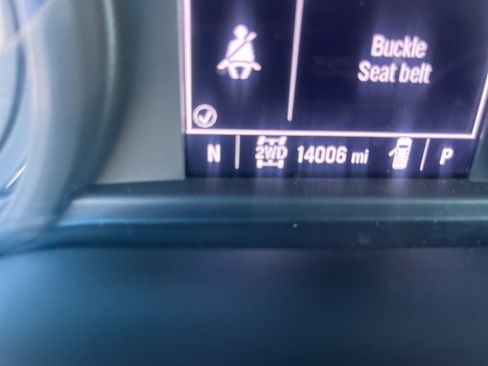 Buckle
Seat belt
N 2WD 14006 mi P